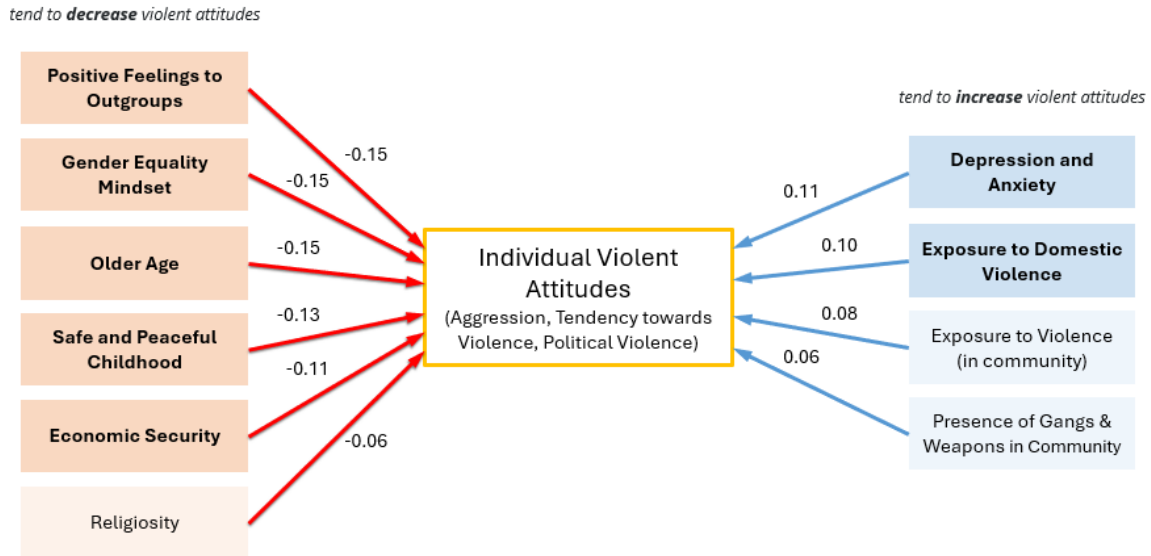 tend to decrease violent attitudes
Positive Feelings to
Outgroups
Gender Equality
Mindset
Older Age
Safe and Peaceful
Childhood
Economic Security
Religiosity
-0.15
-0.15
-0.15
-0.13
-0.11
-0.06
Individual Violent
Attitudes
(Aggression, Tendency towards
Violence, Political Violence)
tend to increase violent attitudes
0.11
0.10
0.08
0.06
Depression and
Anxiety
Exposure to Domestic
Violence
Exposure to Violence
(in community)
Presence of Gangs &
Weapons in Community